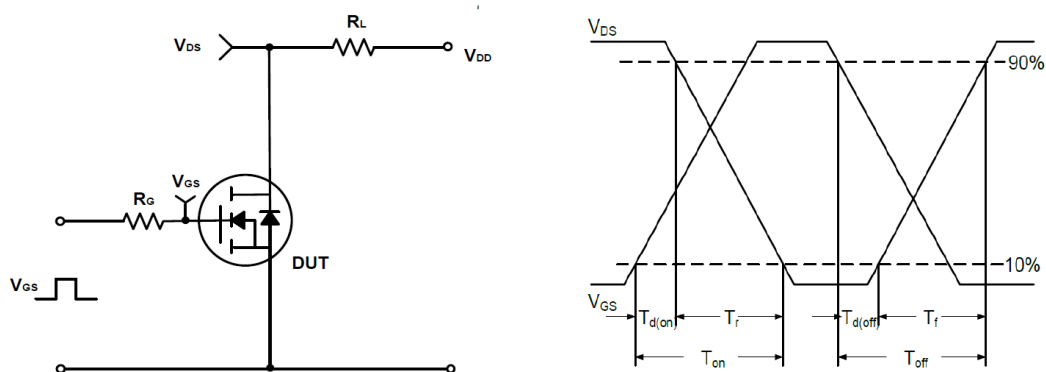 RL
VDS
VDD
VGS
RG
DUT
VGS
VDS
90%
10%
VGS
Td(on)
Tr
Td(off)
Tf
Ton
Toff